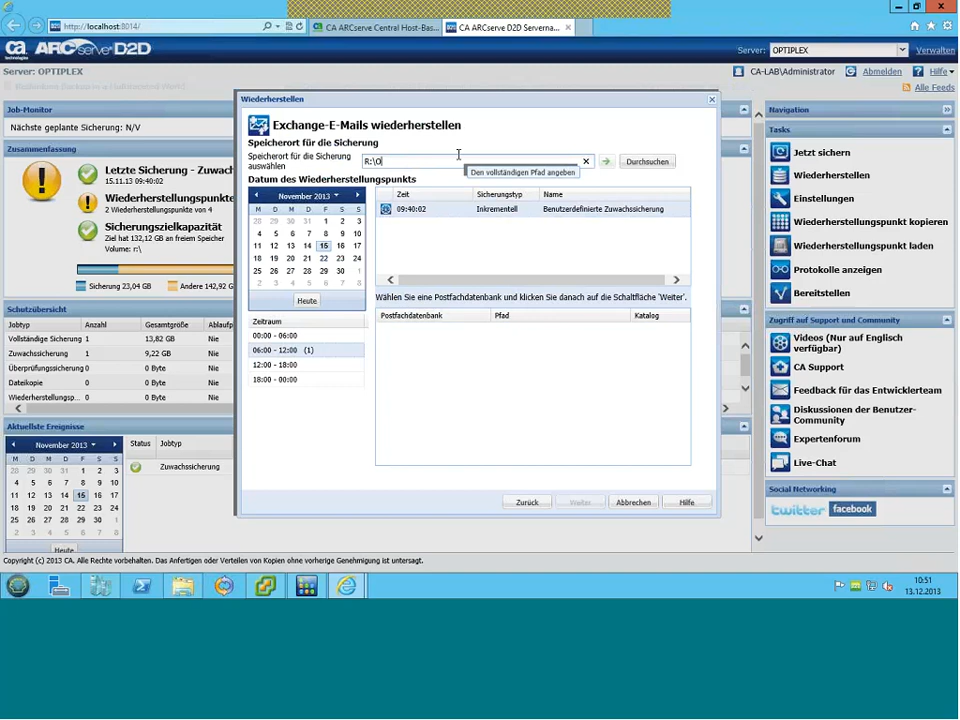 http://localhost:8014/
CA ARCserve Central Host-Bas...
CA ARCserve D2D Serverna...
ca
technologies
ARCserve D2D
Server:
OPTIPLEX
Verwalten
Server: OPTIPLEX
CA-LAB\Administrator
Abmelden
Hilfe
Alle Feeds
Job-Monitor
Nächste geplante Sicherung: N/V
Zusammenfassung
Letzte Sicherung - Zuwach
15.11.13 09:40:02
Wiederherstellungspunkte
2 Wiederherstellungspunkte von 4
Sicherungszielkapazität
Ziel hat 132,12 GB an freiem Speicher
Volume: r:\
Sicherung 23,04 GB
Andere 142,92 G
Schutzübersicht
Jobtyp
Anzahl
Gesamtgröße
Ablaufp
Vollständige Sicherung
1
13,82 GB
Nie
Zuwachssicherung
1
9,22 GB
Nie
Überprüfungssicherung
0
0 Byte
Nie
Dateikopie
0
0 Byte
Nie
Wiederherstellungsp...
0
0 Byte
Nie
Aktuellste Ereignisse
November 2013
M D M D F S S
28 29 30 31 1 2 3
4 5 6 7 8 9 10
11 12 13 14 15 16 17
18 19 20 21 22 23 24
25 26 27 28 29 30 1
2 3 4 5 6 7 8
Heute
Status
Jobtyp
Zuwachssicherung
Wiederherstellen
Exchange-E-Mails wiederherstellen
Speicherort für die Sicherung
Speicherort für die Sicherung
auswählen
R:\O
Durchsuchen
Den vollständigen Pfad angeben
Datum des Wiederherstellungspunkts
November 2013
M D M D F S S
28 29 30 31 1 2 3
4 5 6 7 8 9 10
11 12 13 14 15 16 17
18 19 20 21 22 23 24
25 26 27 28 29 30 1
2 3 4 5 6 7 8
Heute
Zeitraum
00:00 - 06:00
06:00 - 12:00 (1)
12:00 - 18:00
18:00 - 00:00
Zeit
Sicherungstyp
Name
09:40:02
Inkrementell
Benutzerdefinierte Zuwachssicherung
Wählen Sie eine Postfachdatenbank und klicken Sie danach auf die Schaltfläche 'Weiter'.
Postfachdatenbank
Pfad
Katalog
Zurück
Weiter
Abbrechen
Hilfe
Navigation
Tasks
Jetzt sichern
Wiederherstellen
Einstellungen
Wiederherstellungspunkt kopieren
Wiederherstellungspunkt laden
Protokolle anzeigen
Bereitstellen
Zugriff auf Support und Community
Videos (Nur auf Englisch
verfügbar)
CA Support
Feedback für das Entwicklerteam
Diskussionen der Benutzer-
Community
Expertenforum
Live-Chat
Social Networking
twitter
facebook
Copyright (c) 2013 CA. Alle Rechte vorbehalten. Das Anfertigen oder Verteilen von Kopien ohne vorherige Genehmigung ist untersagt.
10:51
13.12.2013